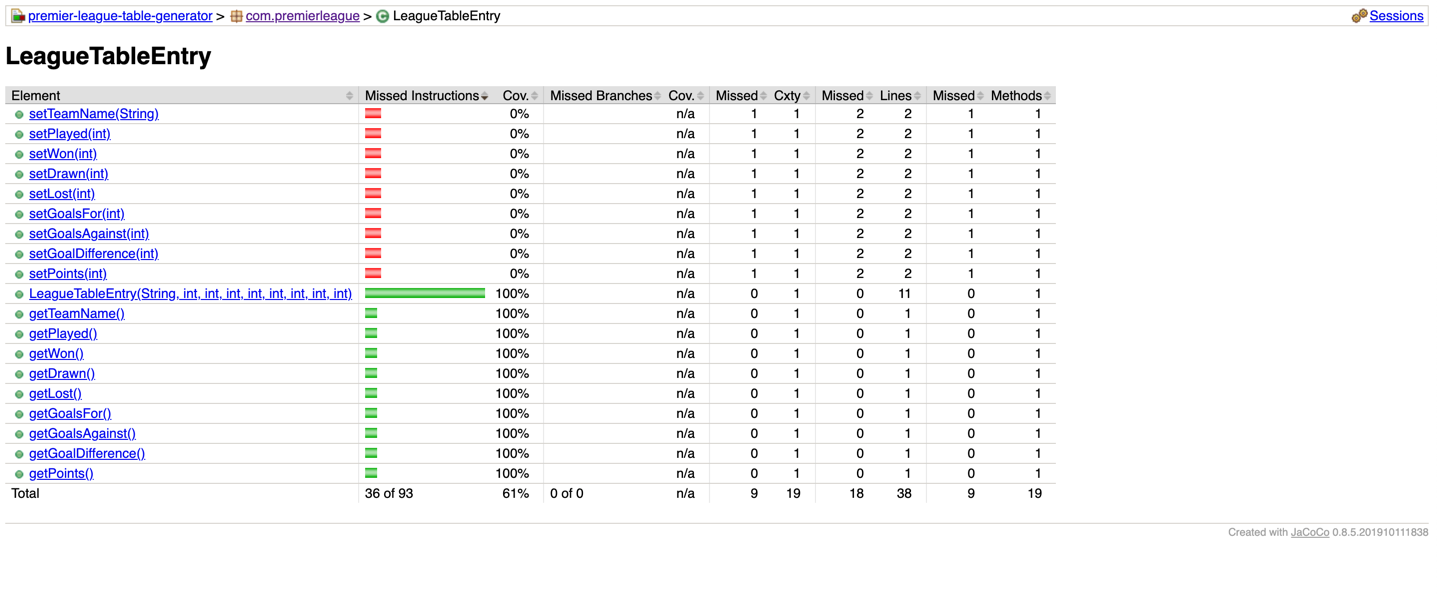 premier-league-table-generator > com.premierleague > LeagueTableEntry Sessions
LeagueTableEntry
Element Missed Instructions Cov. Missed Branches Cov. Missed Cxty Missed Lines Missed Methods
setTeamName(String) 0% n/a 1 1 2 2 1 1
setPlayed(int) 0% n/a 1 1 2 2 1 1
setWon(int) 0% n/a 1 1 2 2 1 1
setDrawn(int) 0% n/a 1 1 2 2 1 1
setLost(int) 0% n/a 1 1 2 2 1 1
setGoalsFor(int) 0% n/a 1 1 2 2 1 1
setGoalsAgainst(int) 0% n/a 1 1 2 2 1 1
setGoalDifference(int) 0% n/a 1 1 2 2 1 1
setPoints(int) 0% n/a 1 1 2 2 1 1
LeagueTableEntry(String, int, int, int, int, int, int, int, int) 100% n/a 0 1 0 11 0 1
getTeamName() 100% n/a 0 1 0 1 0 1
getPlayed() 100% n/a 0 1 0 1 0 1
getWon() 100% n/a 0 1 0 1 0 1
getDrawn() 100% n/a 0 1 0 1 0 1
getLost() 100% n/a 0 1 0 1 0 1
getGoalsFor() 100% n/a 0 1 0 1 0 1
getGoalsAgainst() 100% n/a 0 1 0 1 0 1
getGoalDifference() 100% n/a 0 1 0 1 0 1
getPoints() 100% n/a 0 1 0 1 0 1
Total 36 of 93 61% 0 of 0 n/a 9 19 18 38 9 19
Created with JaCoCo 0.8.5.201910111838